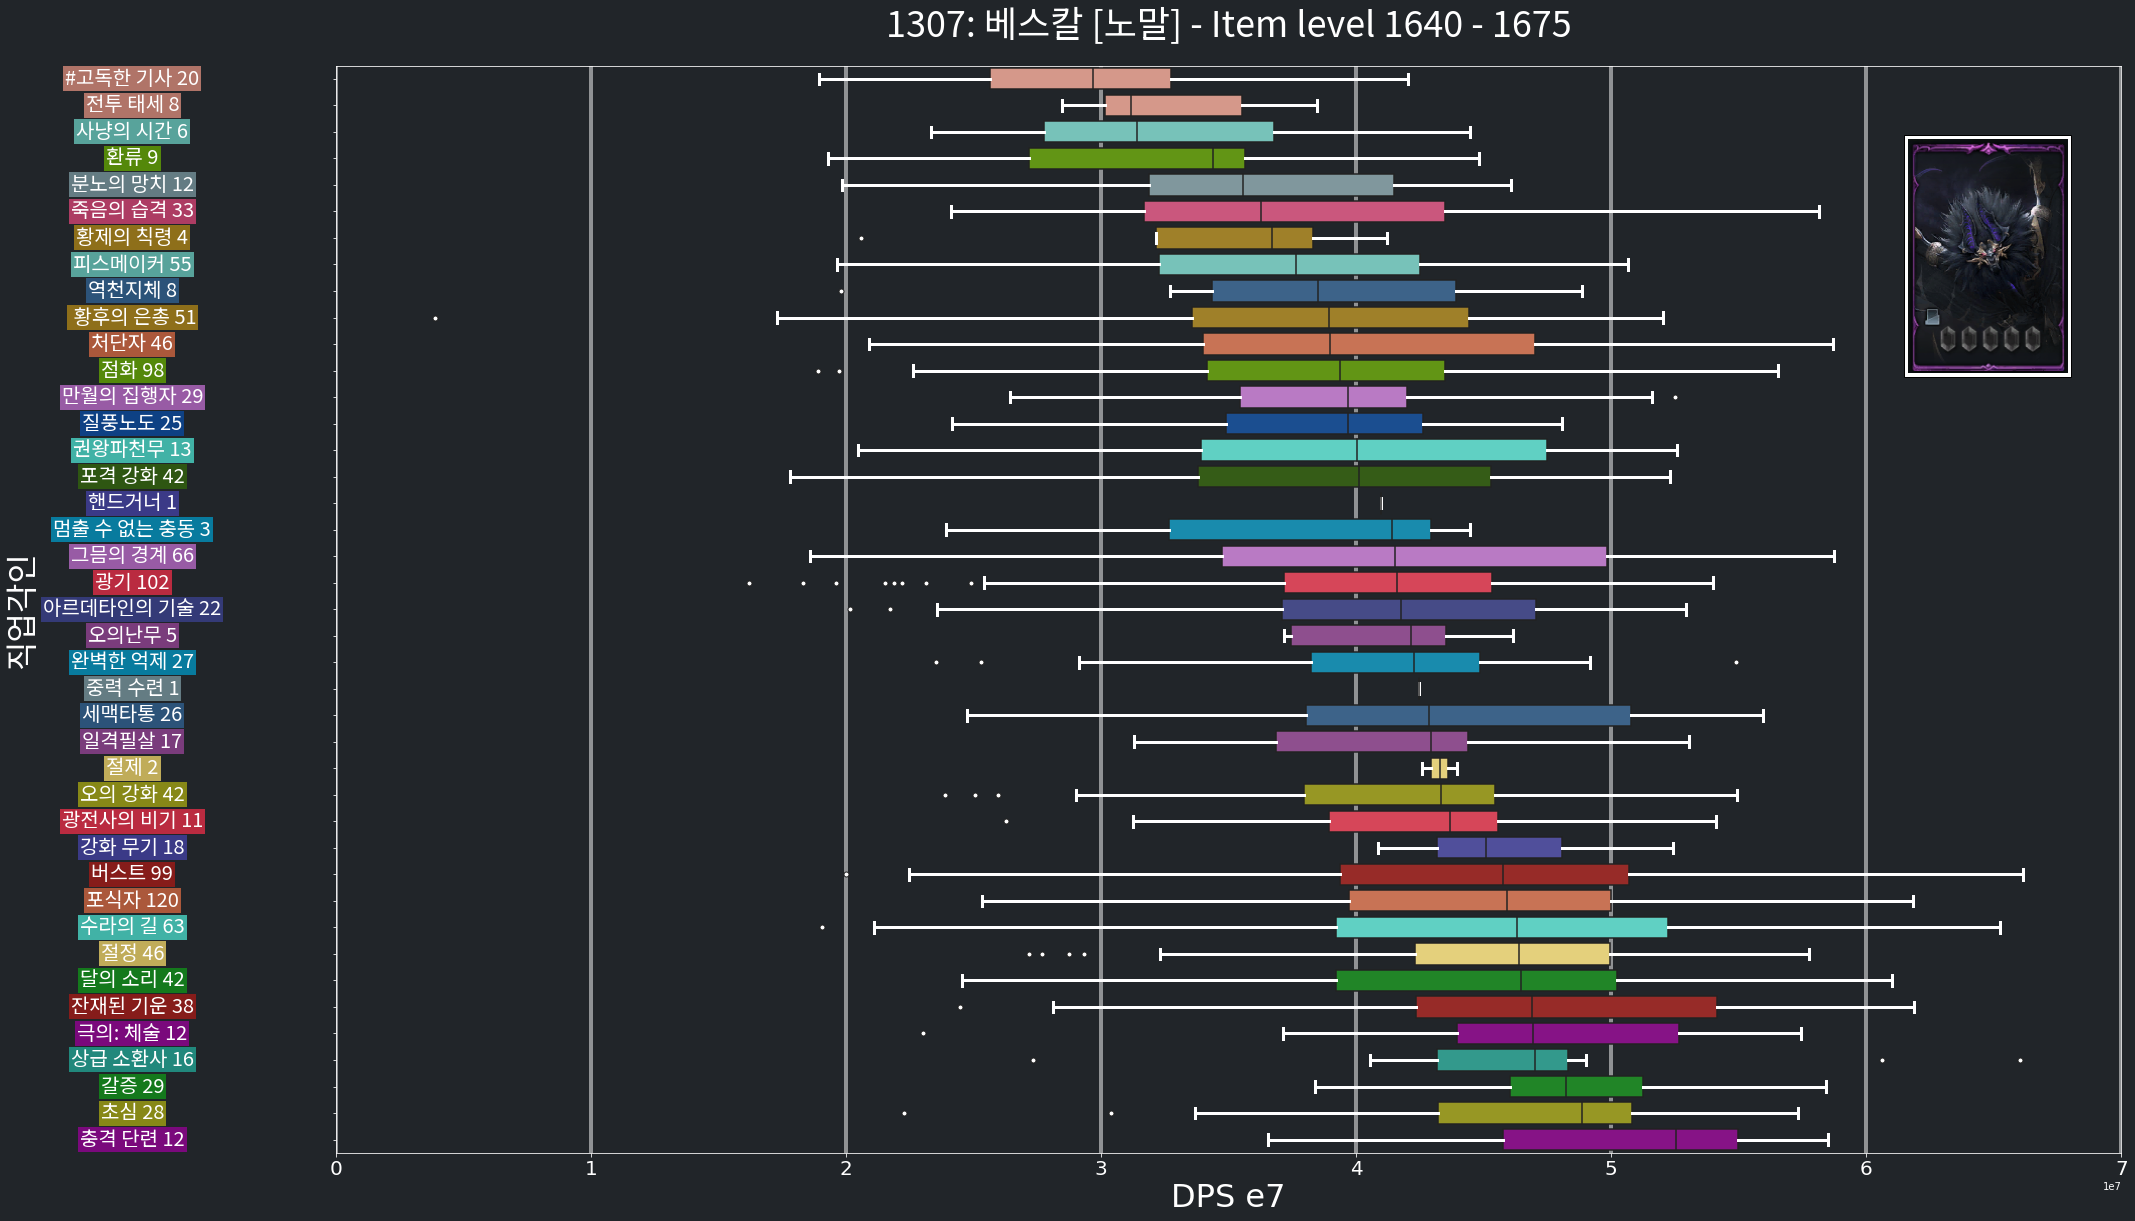 1307: 베스칼 [노말] - Item level 1640 - 1675
#고독한 기사 20
전투 태세 8
사냥의 시간 6
환류 9
분노의 망치 12
죽음의 습격 33
황제의 칙령 4
피스메이커 55
역천지체 8
황후의 은총 51
처단자 46
점화 98
만월의 집행자 29
질풍노도 25
권왕파천무 13
포격 강화 42
핸드거너 1
멈출 수 없는 충동 3
그믐의 경계 66
광기 102
아르데타인의 기술 22
오의난무 5
완벽한 억제 27
중력 수련 1
세맥타통 26
일격필살 17
절제 2
오의 강화 42
광전사의 비기 11
강화 무기 18
버스트 99
포식자 120
수라의 길 63
절정 46
달의 소리 42
잔재된 기운 38
극의: 체술 12
상급 소환사 16
갈증 29
초심 28
충격 단련 12
직업각인
0 1 2 3 4 5 6 7
1e7
DPS e7